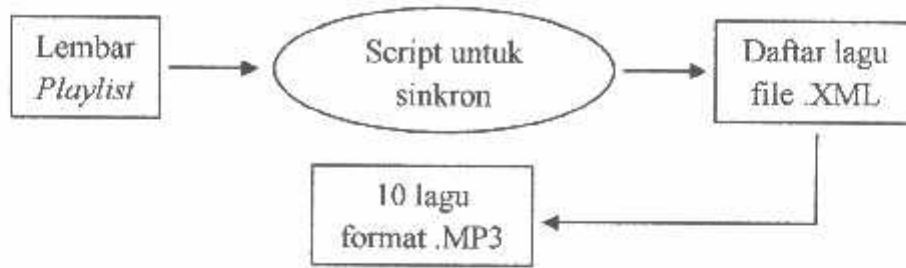 Lembar
Playlist
Script untuk
sinkron
Daftar lagu
file .XML
10 lagu
format .MP3